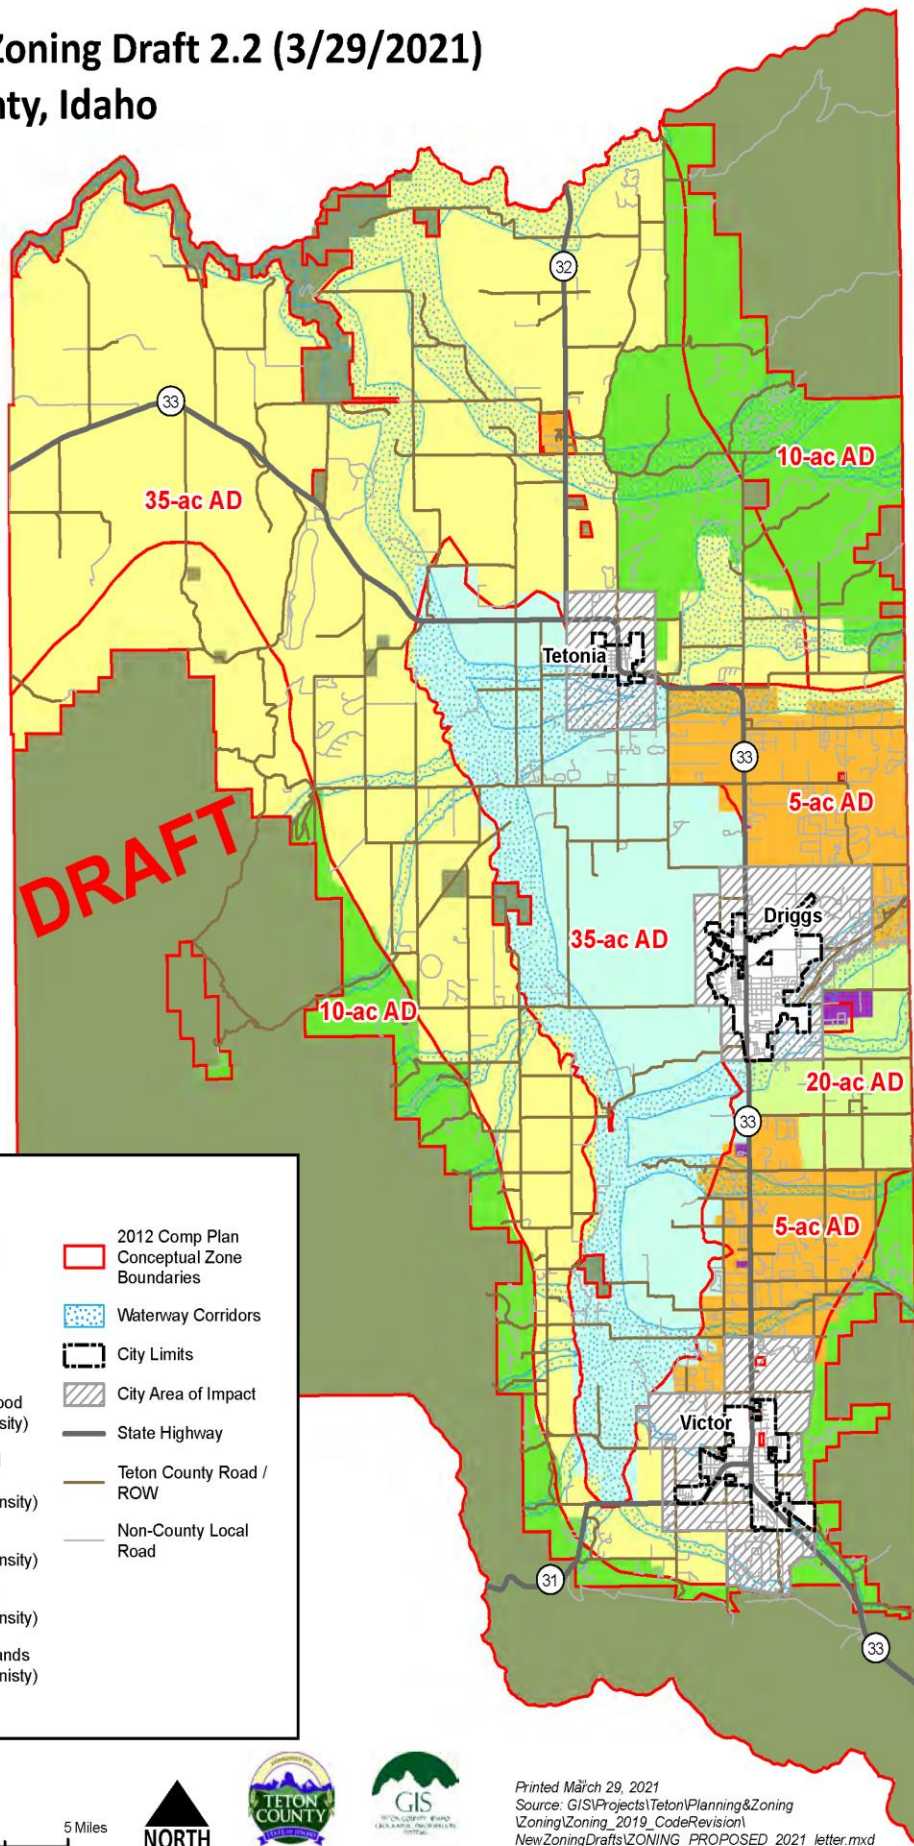 Zoning Draft 2.2 (3/29/2021)
nty, Idaho
32
33
10-ac AD
35-ac AD
Tetonia
33
5-ac AD
DRAFT
Driggs
35-ac AD
10-ac AD
20-ac AD
33
5-ac AD
Victor
31
33
2012 Comp Plan
Conceptual Zone
Boundaries
Waterway Corridors
City Limits
City Area of Impact
State Highway
Teton County Road /
ROW
Non-County Local
Road
ood
sity)
nsity)
nsity)
nsity)
ands
nisty)
5 Miles
NORTH
TETON
COUNTY
STATE OF IDAHO
GIS
Printed March 29, 2021
Source: GIS\Projects\Teton\Planning&Zoning
\Zoning\Zoning_2019_CodeRevision\
NewZoningDrafts\ZONING_PROPOSED_2021_letter.mxd